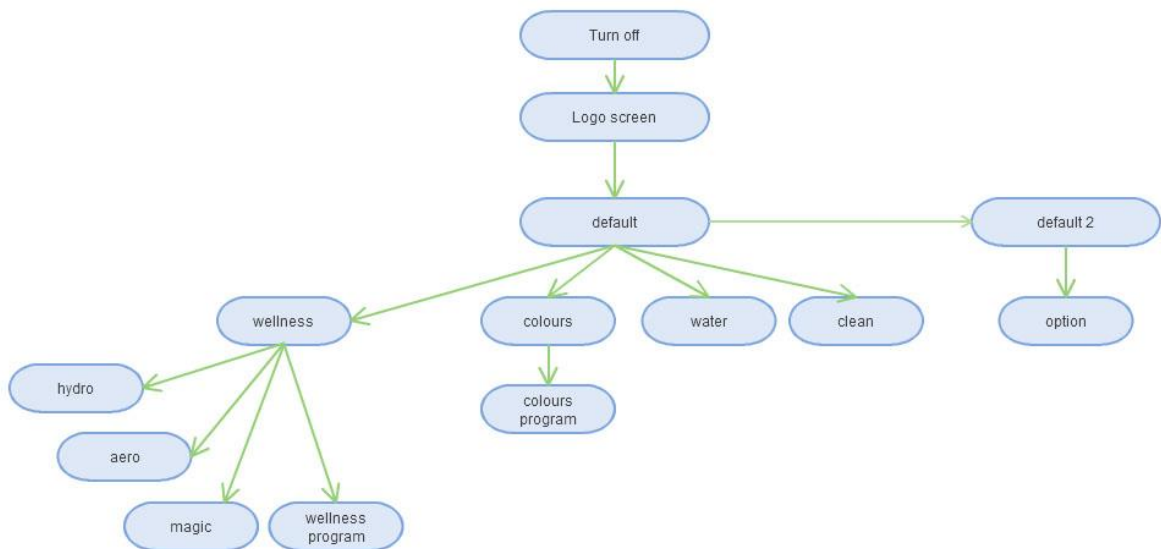 Turn off
Logo screen
default
default 2
wellness
colours
water
clean
option
hydro
colours
program
aero
magic
wellness
program